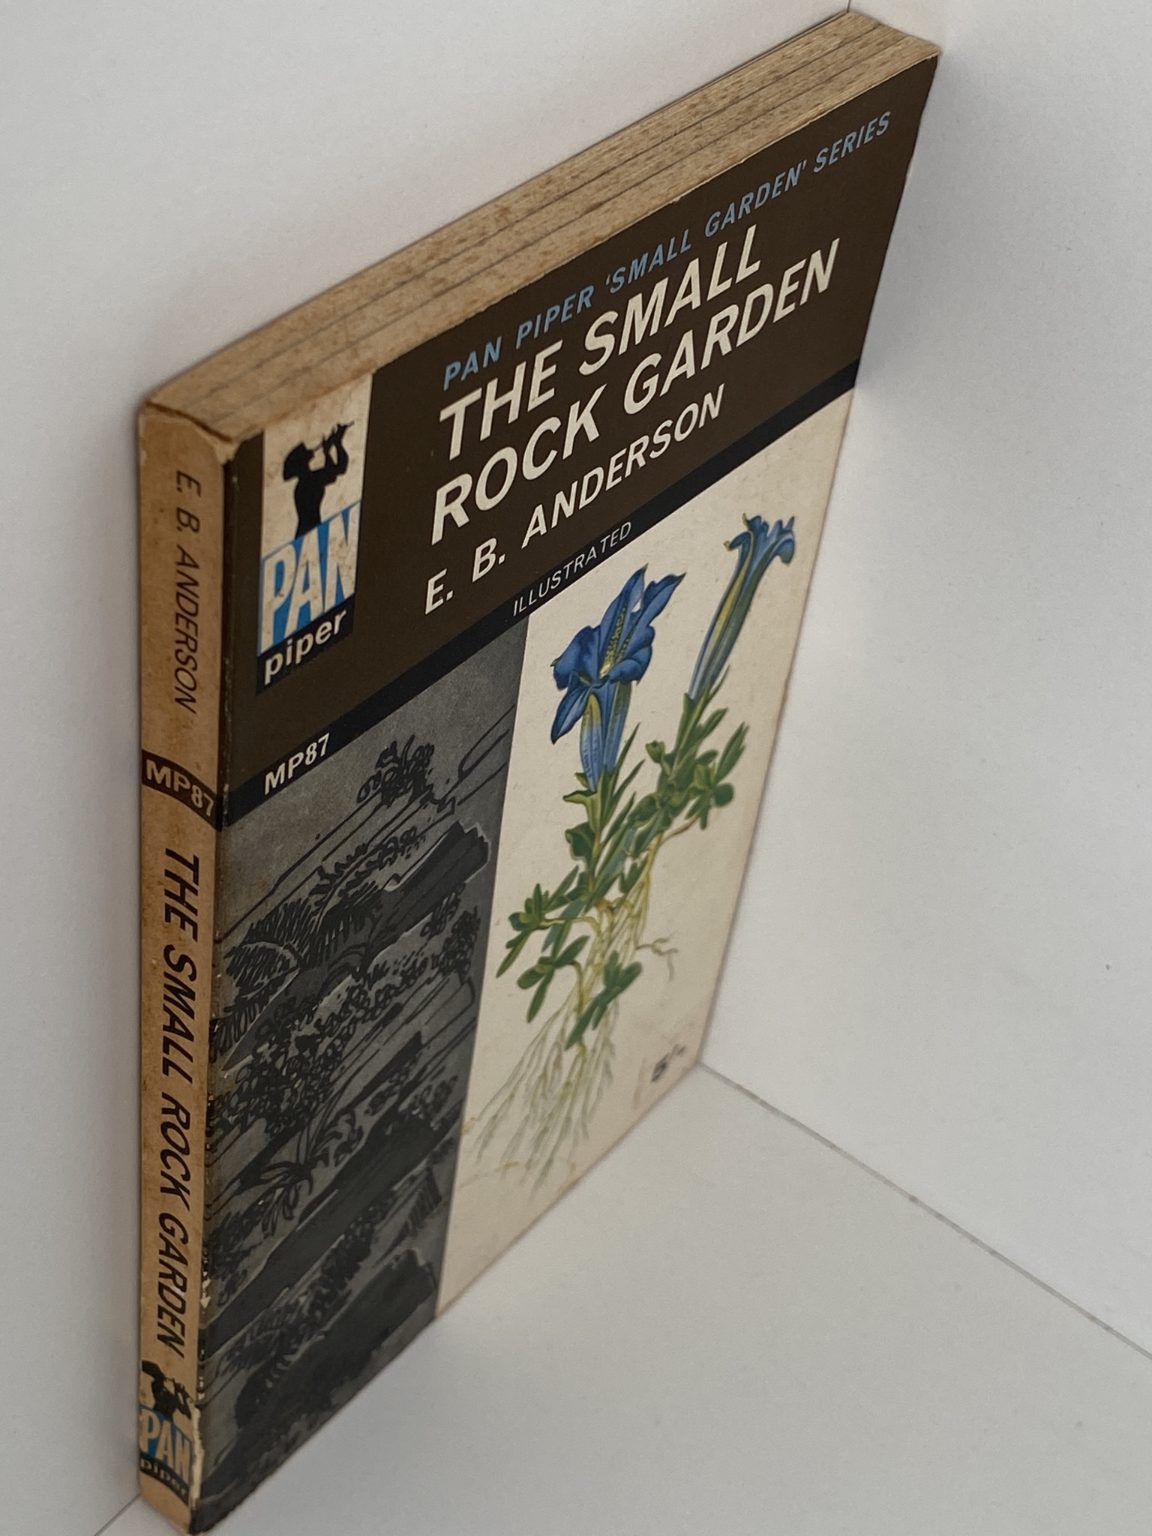 PAN PIPER 'SMALL GARDEN' SERIES
THE SMALL
ROCK GARDEN
E. B. ANDERSON
ILLUSTRATED
PAN
piper
MP87
5/-
E. B. ANDERSON
MP87
THE SMALL ROCK GARDEN
PAN
piper